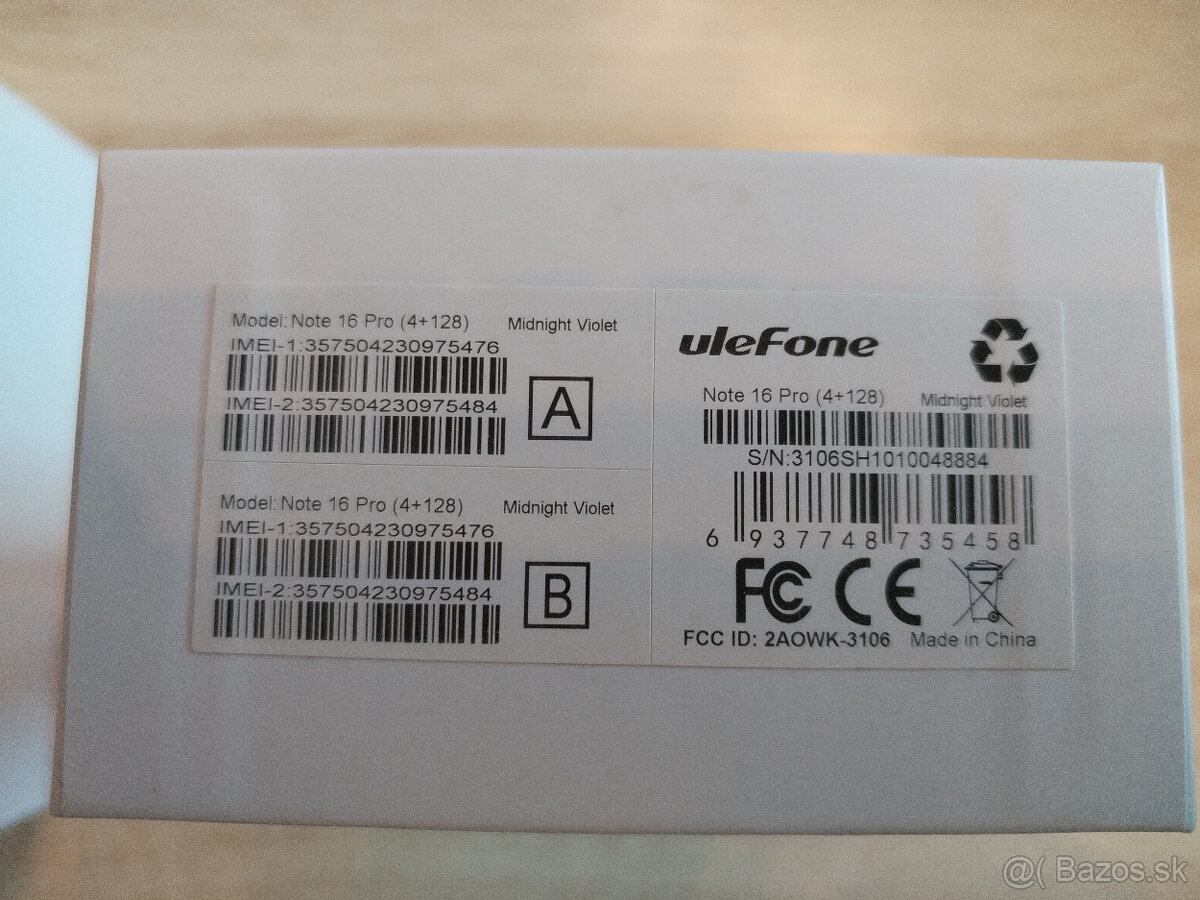 Model: Note 16 Pro (4+128) Midnight Violet
IMEI-1:357504230975476
IMEI-2:357504230975484
A
Model: Note 16 Pro (4+128) Midnight Violet
IMEI-1:357504230975476
IMEI-2:357504230975484
B
uleFone
Note 16 Pro (4+128) Midnight Violet
S/N:3106SH1010048884
6 937748 735458
FC CE
FCC ID: 2AOWK-3106 Made in China
@( Bazos.sk